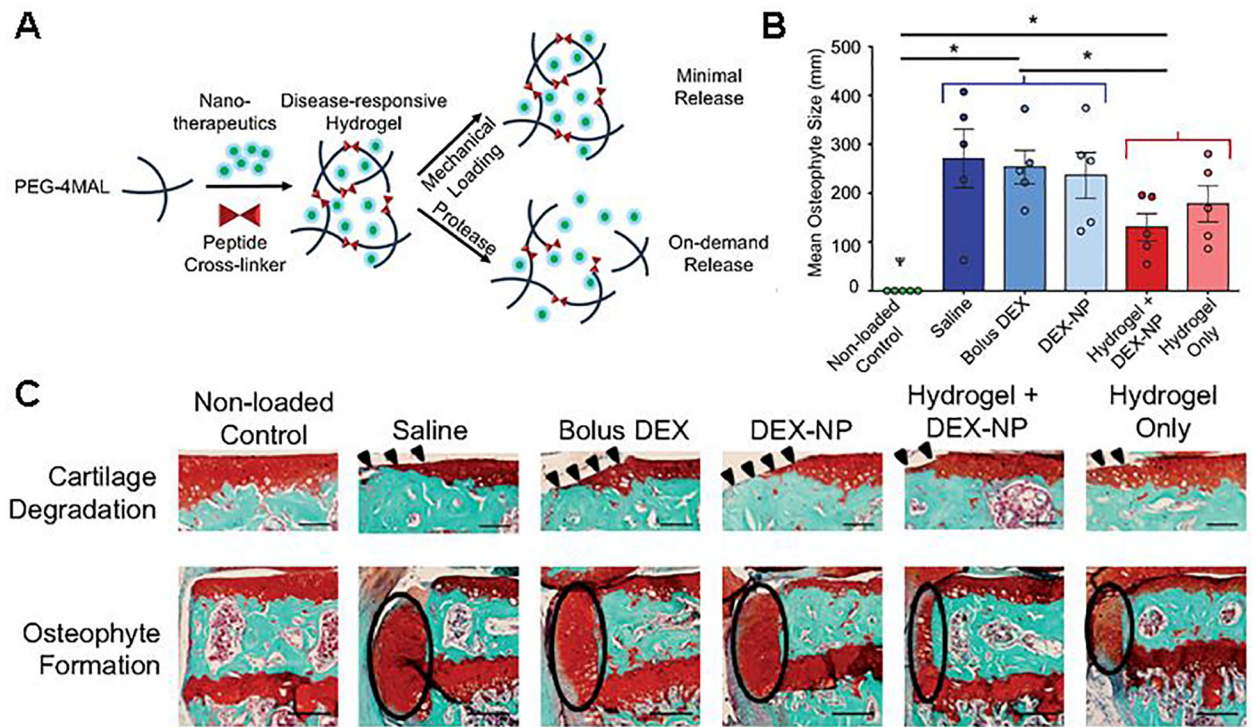 A
Nano-
therapeutics
Disease-responsive
Hydrogel
PEG-4MAL
Peptide
Cross-linker
Mechanical
Loading
Protease
Minimal
Release
On-demand
Release
B
Mean Osteophyte Size (mm)
500
400
300
200
100
0
*
*
*
Ψ
Non-loaded
Control
Saline
Bolus DEX
DEX-NP
Hydrogel +
DEX-NP
Hydrogel
Only
C
Non-loaded
Control
Saline
Bolus DEX
DEX-NP
Hydrogel +
DEX-NP
Hydrogel
Only
Cartilage
Degradation
Osteophyte
Formation